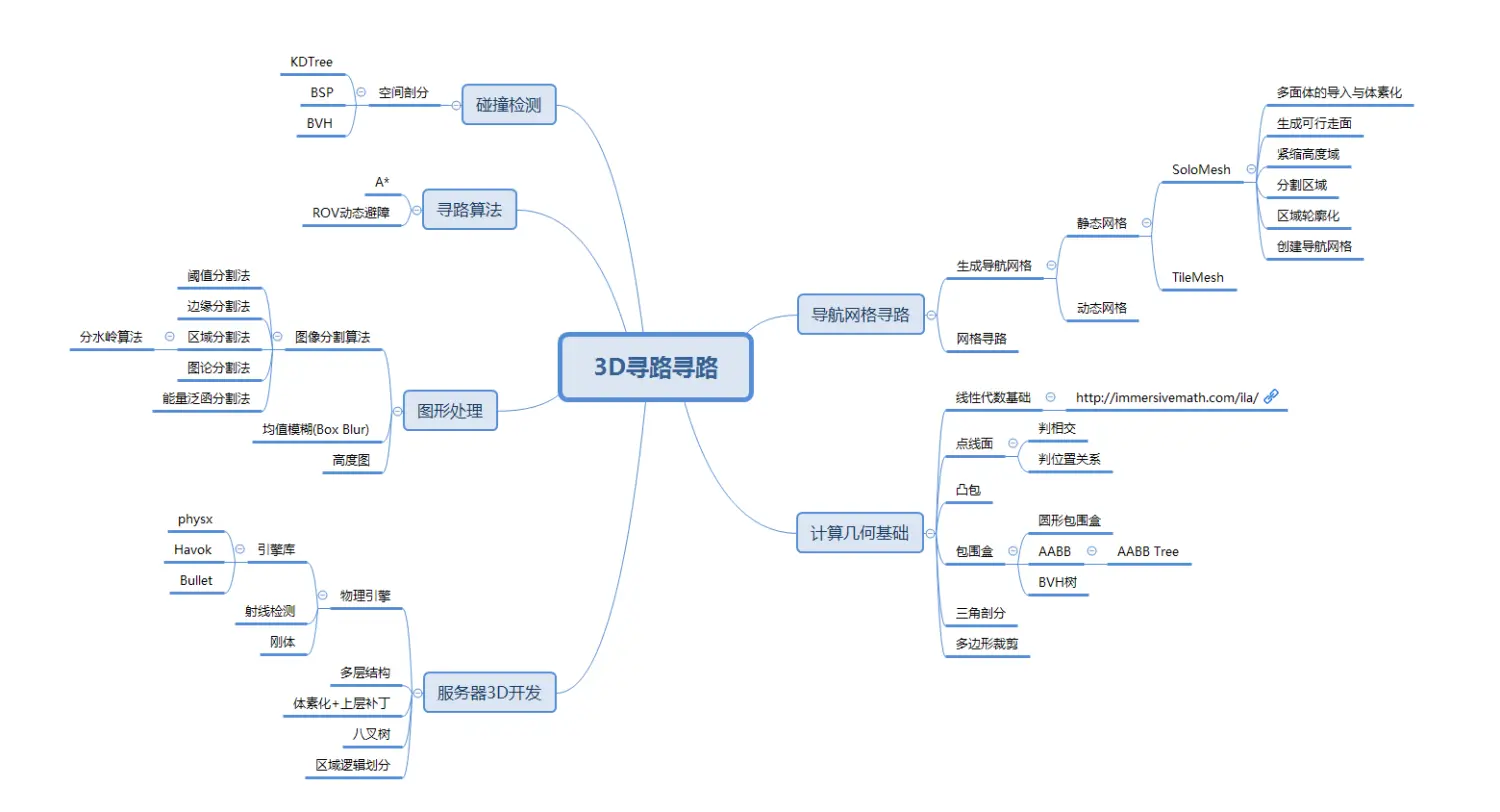 3D寻路寻路
碰撞检测
空间剖分
KDTree
BSP
BVH
寻路算法
A*
ROV动态避障
图形处理
图像分割算法
阈值分割法
边缘分割法
区域分割法
分水岭算法
图论分割法
能量泛函分割法
均值模糊(Box Blur)
高度图
服务器3D开发
物理引擎
引擎库
physx
Havok
Bullet
射线检测
刚体
多层结构
体素化+上层补丁
八叉树
区域逻辑划分
导航网格寻路
生成导航网格
静态网格
SoloMesh
多面体的导入与体素化
生成可行走面
紧缩高度域
分割区域
区域轮廓化
创建导航网格
TileMesh
动态网格
网格寻路
计算几何基础
线性代数基础
http://immersivemath.com/ila/
点线面
判相交
判位置关系
凸包
包围盒
圆形包围盒
AABB
AABB Tree
BVH树
三角剖分
多边形裁剪